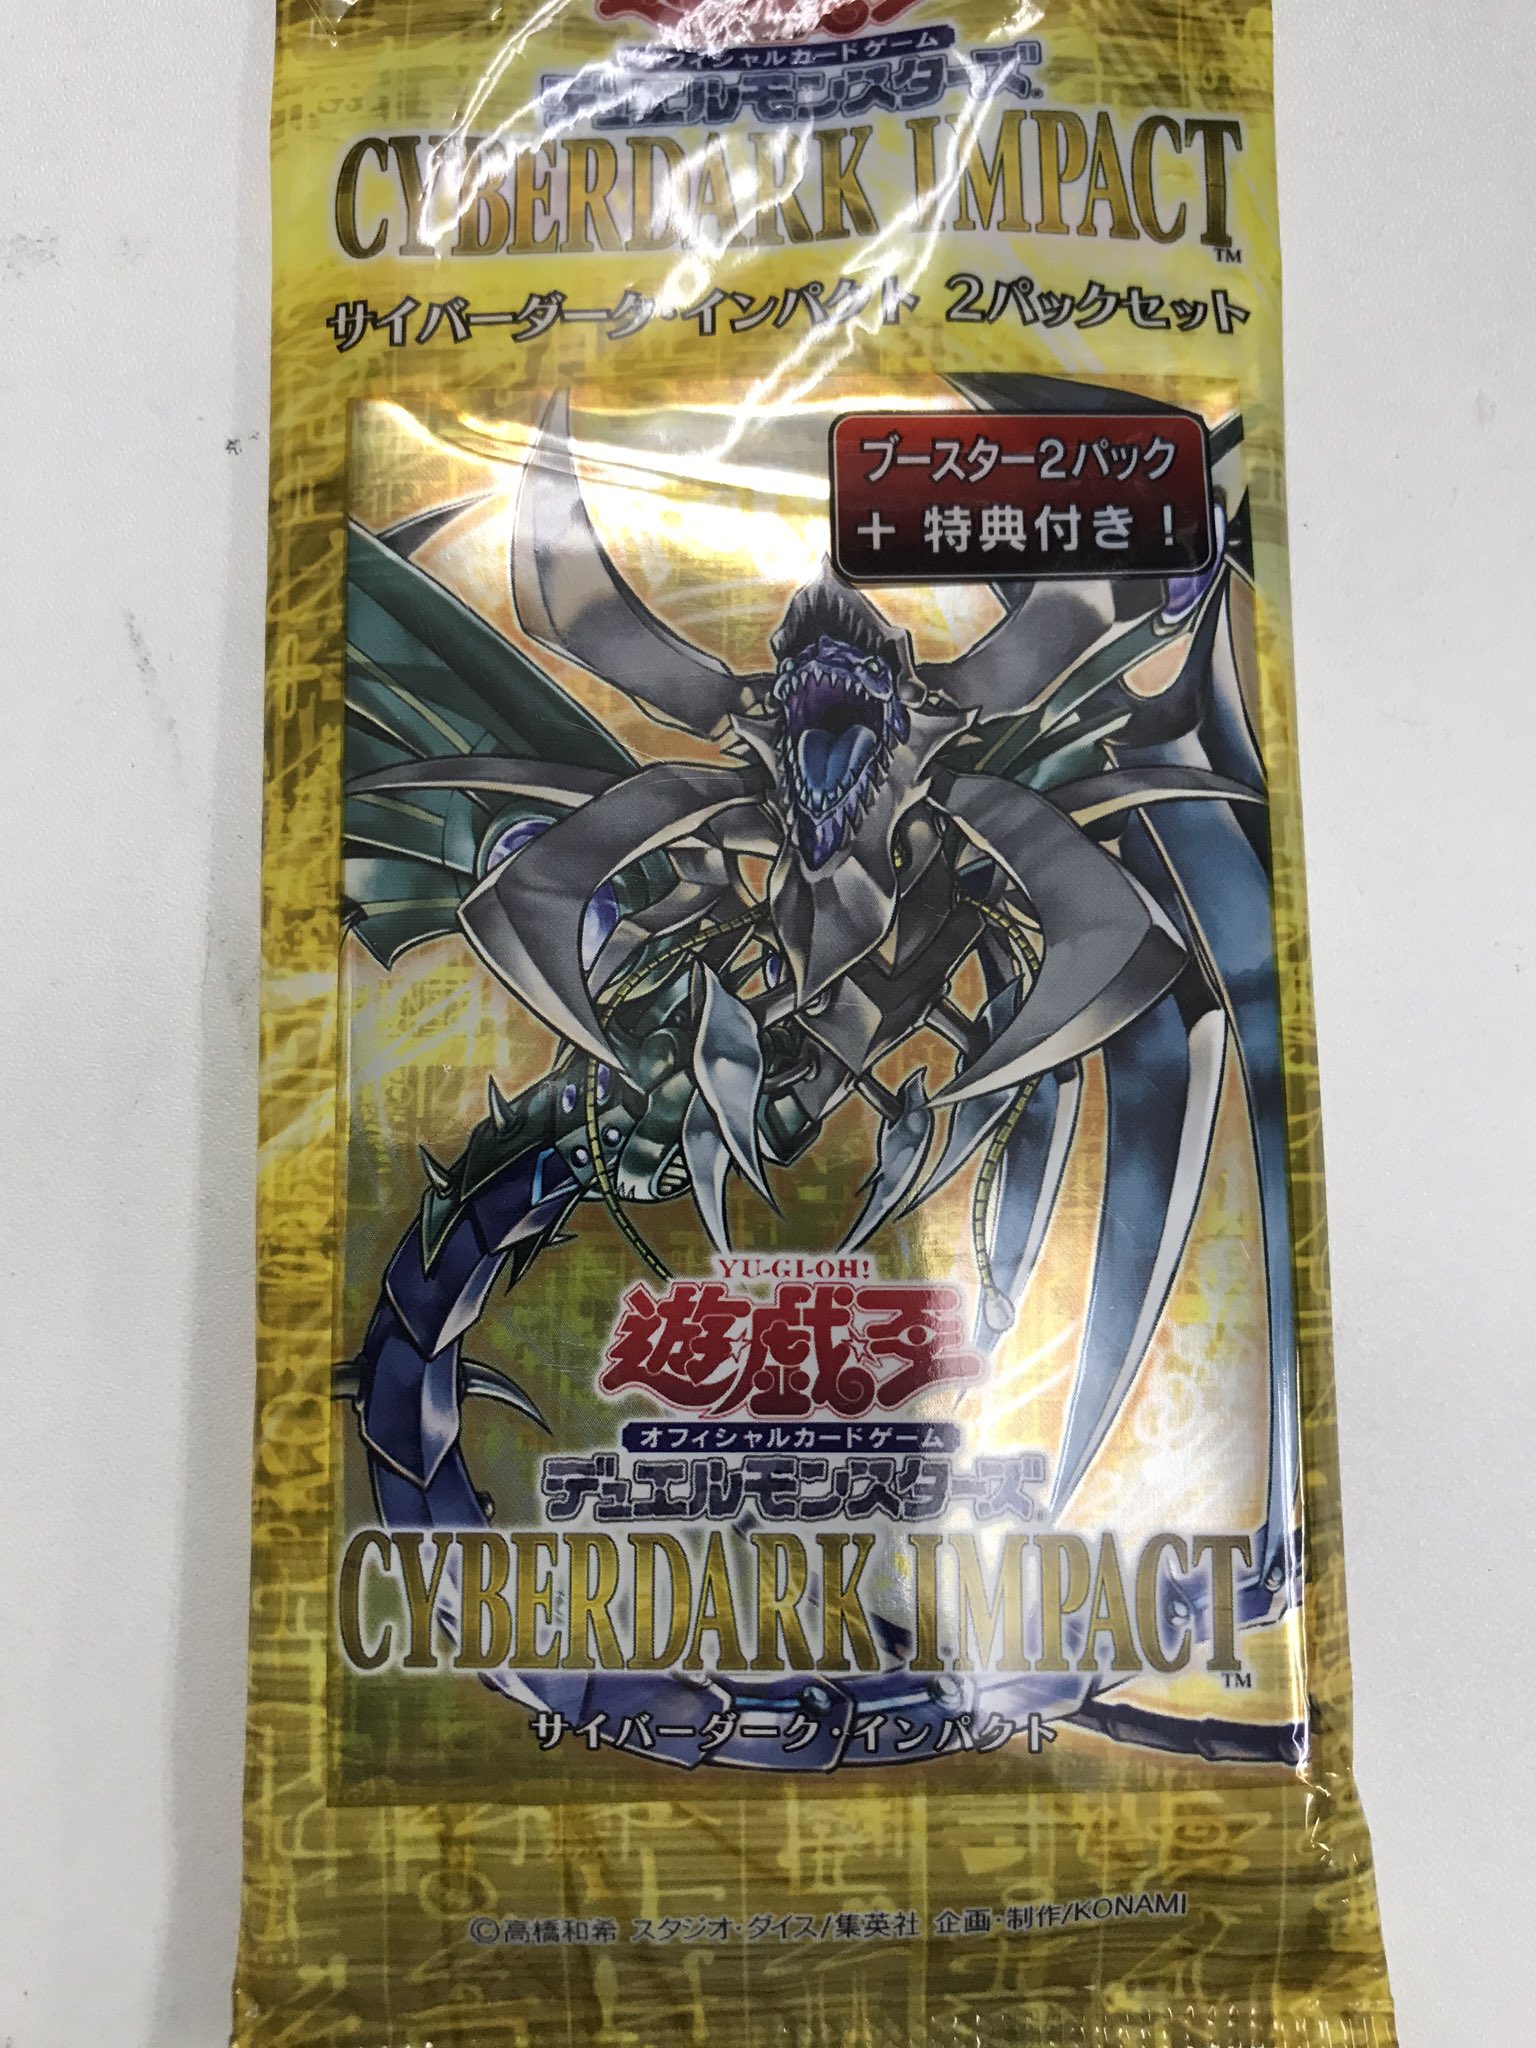 オフィシャルカードゲーム
デュエルモンスターズ®
CYBERDARK IMPACT™
サイバーダーク・インパクト 2パックセット
ブースター2パック
+ 特典付き!
YU-GI-OH!
遊☆戯☆王
オフィシャルカードゲーム
デュエルモンスターズ®
CYBERDARK IMPACT™
サイバーダーク・インパクト
©高橋和希 スタジオ・ダイス/集英社 企画・制作/KONAMI